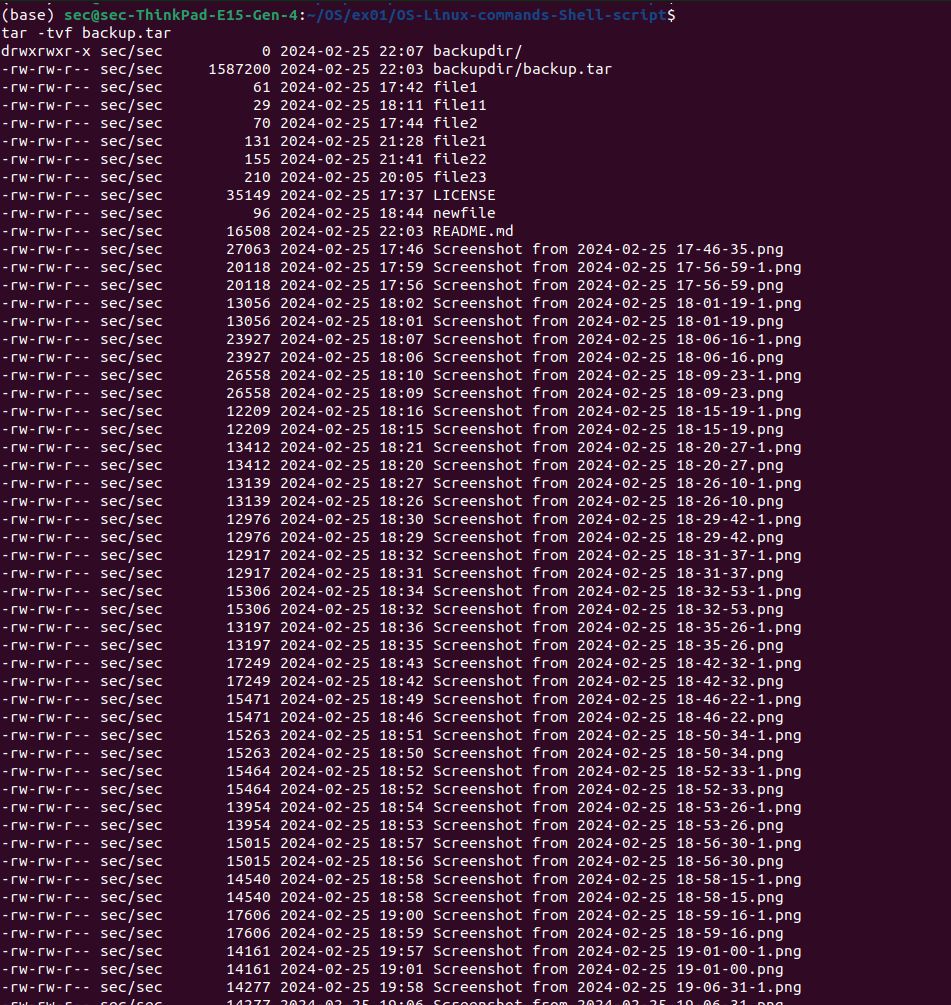 (base) sec@sec-ThinkPad-E15-Gen-4:~/OS/ex01/OS-Linux-commands-Shell-script$
tar -tvf backup.tar
drwxrwxr-x sec/sec           0 2024-02-25 22:07 backupdir/
-rw-rw-r-- sec/sec     1587200 2024-02-25 22:03 backupdir/backup.tar
-rw-rw-r-- sec/sec          61 2024-02-25 17:42 file1
-rw-rw-r-- sec/sec          29 2024-02-25 18:11 file11
-rw-rw-r-- sec/sec          70 2024-02-25 17:44 file2
-rw-rw-r-- sec/sec         131 2024-02-25 21:28 file21
-rw-rw-r-- sec/sec         155 2024-02-25 21:41 file22
-rw-rw-r-- sec/sec         210 2024-02-25 20:05 file23
-rw-rw-r-- sec/sec       35149 2024-02-25 17:37 LICENSE
-rw-rw-r-- sec/sec          96 2024-02-25 18:44 newfile
-rw-rw-r-- sec/sec       16508 2024-02-25 22:03 README.md
-rw-rw-r-- sec/sec       27063 2024-02-25 17:46 Screenshot from 2024-02-25 17-46-35.png
-rw-rw-r-- sec/sec       20118 2024-02-25 17:59 Screenshot from 2024-02-25 17-56-59-1.png
-rw-rw-r-- sec/sec       20118 2024-02-25 17:56 Screenshot from 2024-02-25 17-56-59.png
-rw-rw-r-- sec/sec       13056 2024-02-25 18:02 Screenshot from 2024-02-25 18-01-19-1.png
-rw-rw-r-- sec/sec       13056 2024-02-25 18:01 Screenshot from 2024-02-25 18-01-19.png
-rw-rw-r-- sec/sec       23927 2024-02-25 18:07 Screenshot from 2024-02-25 18-06-16-1.png
-rw-rw-r-- sec/sec       23927 2024-02-25 18:06 Screenshot from 2024-02-25 18-06-16.png
-rw-rw-r-- sec/sec       26558 2024-02-25 18:10 Screenshot from 2024-02-25 18-09-23-1.png
-rw-rw-r-- sec/sec       26558 2024-02-25 18:09 Screenshot from 2024-02-25 18-09-23.png
-rw-rw-r-- sec/sec       12209 2024-02-25 18:16 Screenshot from 2024-02-25 18-15-19-1.png
-rw-rw-r-- sec/sec       12209 2024-02-25 18:15 Screenshot from 2024-02-25 18-15-19.png
-rw-rw-r-- sec/sec       13412 2024-02-25 18:21 Screenshot from 2024-02-25 18-20-27-1.png
-rw-rw-r-- sec/sec       13412 2024-02-25 18:20 Screenshot from 2024-02-25 18-20-27.png
-rw-rw-r-- sec/sec       13139 2024-02-25 18:27 Screenshot from 2024-02-25 18-26-10-1.png
-rw-rw-r-- sec/sec       13139 2024-02-25 18:26 Screenshot from 2024-02-25 18-26-10.png
-rw-rw-r-- sec/sec       12976 2024-02-25 18:30 Screenshot from 2024-02-25 18-29-42-1.png
-rw-rw-r-- sec/sec       12976 2024-02-25 18:29 Screenshot from 2024-02-25 18-29-42.png
-rw-rw-r-- sec/sec       12917 2024-02-25 18:32 Screenshot from 2024-02-25 18-31-37-1.png
-rw-rw-r-- sec/sec       12917 2024-02-25 18:31 Screenshot from 2024-02-25 18-31-37.png
-rw-rw-r-- sec/sec       15306 2024-02-25 18:34 Screenshot from 2024-02-25 18-32-53-1.png
-rw-rw-r-- sec/sec       15306 2024-02-25 18:32 Screenshot from 2024-02-25 18-32-53.png
-rw-rw-r-- sec/sec       13197 2024-02-25 18:36 Screenshot from 2024-02-25 18-35-26-1.png
-rw-rw-r-- sec/sec       13197 2024-02-25 18:35 Screenshot from 2024-02-25 18-35-26.png
-rw-rw-r-- sec/sec       17249 2024-02-25 18:43 Screenshot from 2024-02-25 18-42-32-1.png
-rw-rw-r-- sec/sec       17249 2024-02-25 18:42 Screenshot from 2024-02-25 18-42-32.png
-rw-rw-r-- sec/sec       15471 2024-02-25 18:49 Screenshot from 2024-02-25 18-46-22-1.png
-rw-rw-r-- sec/sec       15471 2024-02-25 18:46 Screenshot from 2024-02-25 18-46-22.png
-rw-rw-r-- sec/sec       15263 2024-02-25 18:51 Screenshot from 2024-02-25 18-50-34-1.png
-rw-rw-r-- sec/sec       15263 2024-02-25 18:50 Screenshot from 2024-02-25 18-50-34.png
-rw-rw-r-- sec/sec       15464 2024-02-25 18:52 Screenshot from 2024-02-25 18-52-33-1.png
-rw-rw-r-- sec/sec       15464 2024-02-25 18:52 Screenshot from 2024-02-25 18-52-33.png
-rw-rw-r-- sec/sec       13954 2024-02-25 18:54 Screenshot from 2024-02-25 18-53-26-1.png
-rw-rw-r-- sec/sec       13954 2024-02-25 18:53 Screenshot from 2024-02-25 18-53-26.png
-rw-rw-r-- sec/sec       15015 2024-02-25 18:57 Screenshot from 2024-02-25 18-56-30-1.png
-rw-rw-r-- sec/sec       15015 2024-02-25 18:56 Screenshot from 2024-02-25 18-56-30.png
-rw-rw-r-- sec/sec       14540 2024-02-25 18:58 Screenshot from 2024-02-25 18-58-15-1.png
-rw-rw-r-- sec/sec       14540 2024-02-25 18:58 Screenshot from 2024-02-25 18-58-15.png
-rw-rw-r-- sec/sec       17606 2024-02-25 19:00 Screenshot from 2024-02-25 18-59-16-1.png
-rw-rw-r-- sec/sec       17606 2024-02-25 18:59 Screenshot from 2024-02-25 18-59-16.png
-rw-rw-r-- sec/sec       14161 2024-02-25 19:57 Screenshot from 2024-02-25 19-01-00-1.png
-rw-rw-r-- sec/sec       14161 2024-02-25 19:01 Screenshot from 2024-02-25 19-01-00.png
-rw-rw-r-- sec/sec       14277 2024-02-25 19:58 Screenshot from 2024-02-25 19-06-31-1.png
-rw-rw-r-- sec/sec       14277 2024-02-25 19:06 Screenshot from 2024-02-25 19-06-31.png